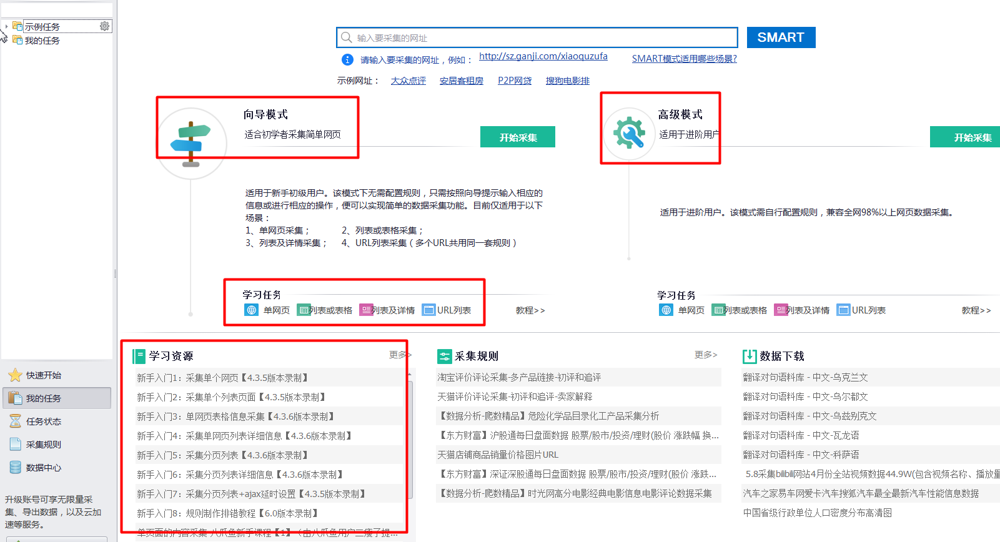 示例任务
我的任务
输入要采集的网址
SMART
请输入要采集的网址，例如：
http://sz.ganji.com/xiaoquzufa
SMART模式适用哪些场景?
示例网址：
大众点评
安居客租房
P2P网贷
搜狗电影排
向导模式
适合初学者采集简单网页
开始采集
适用于新手初级用户。该模式下无需配置规则，只需按照向导提示输入相应的
信息或进行相应的操作，便可以实现简单的数据采集功能。目前仅适用于以下
场景：
1、单网页采集； 2、列表或表格采集；
3、列表及详情采集； 4、URL列表采集（多个URL共用同一套规则）
学习任务
单网页 列表或表格 列表及详情 URL列表 教程>>
高级模式
适用于进阶用户
开始采集
适用于进阶用户。该模式需自行配置规则，兼容全网98%以上网页数据采集。
学习任务
单网页 列表或表格 列表及详情 URL列表 教程>>
学习资源 更多>
新手入门1：采集单个网页【4.3.5版本录制】
新手入门2：采集单个列表页面【4.3.5版本录制】
新手入门3：单网页表格信息采集【4.3.6版本录制】
新手入门4：采集单网页列表详细信息【4.3.6版本录制】
新手入门5：采集分页列表【4.3.6版本录制】
新手入门6：采集分页列表详细信息【4.3.6版本录制】
新手入门7：采集分页列表+ajax延时设置【4.3.5版本录制】
新手入门8：规则制作排错教程【6.0版本录制】
单页面的内容采集-八爪鱼新手课程【1】（由八爪鱼用户三瘦子提...
采集规则 更多>
淘宝评价评论采集-多产品链接-初评和追评
天猫评价评论采集-初评和追评-卖家解释
【数据分析-爬数精品】危险化学品目录化工产品采集分析
【东方财富】沪股通每日盘面数据 股票/股市/投资/理财(股价 涨跌幅 换...
天猫店铺商品销量价格图片URL
【东方财富】深证深股通每日盘面数据 股票/股市/投资/理财(股价 涨跌...
【数据分析-爬数精品】时光网高分电影经典电影信息电影评论数据采集
数据下载
翻译对句语料库 - 中文-乌克兰文
翻译对句语料库 - 中文-乌尔都文
翻译对句语料库 - 中文-乌兹别克文
翻译对句语料库 - 中文-瓦龙语
翻译对句语料库 - 中文-科萨语
5.8采集bilibili网站4月份全站视频数据44.9W(包含视频名称、播放量
汽车之家易车网爱卡汽车搜狐汽车最全最新汽车性能信息数据
中国省级行政单位人口密度分布高清图
快速开始
我的任务
任务状态
采集规则
数据中心
升级账号可享无限量采
集、导出数据，以及云加
速等服务。